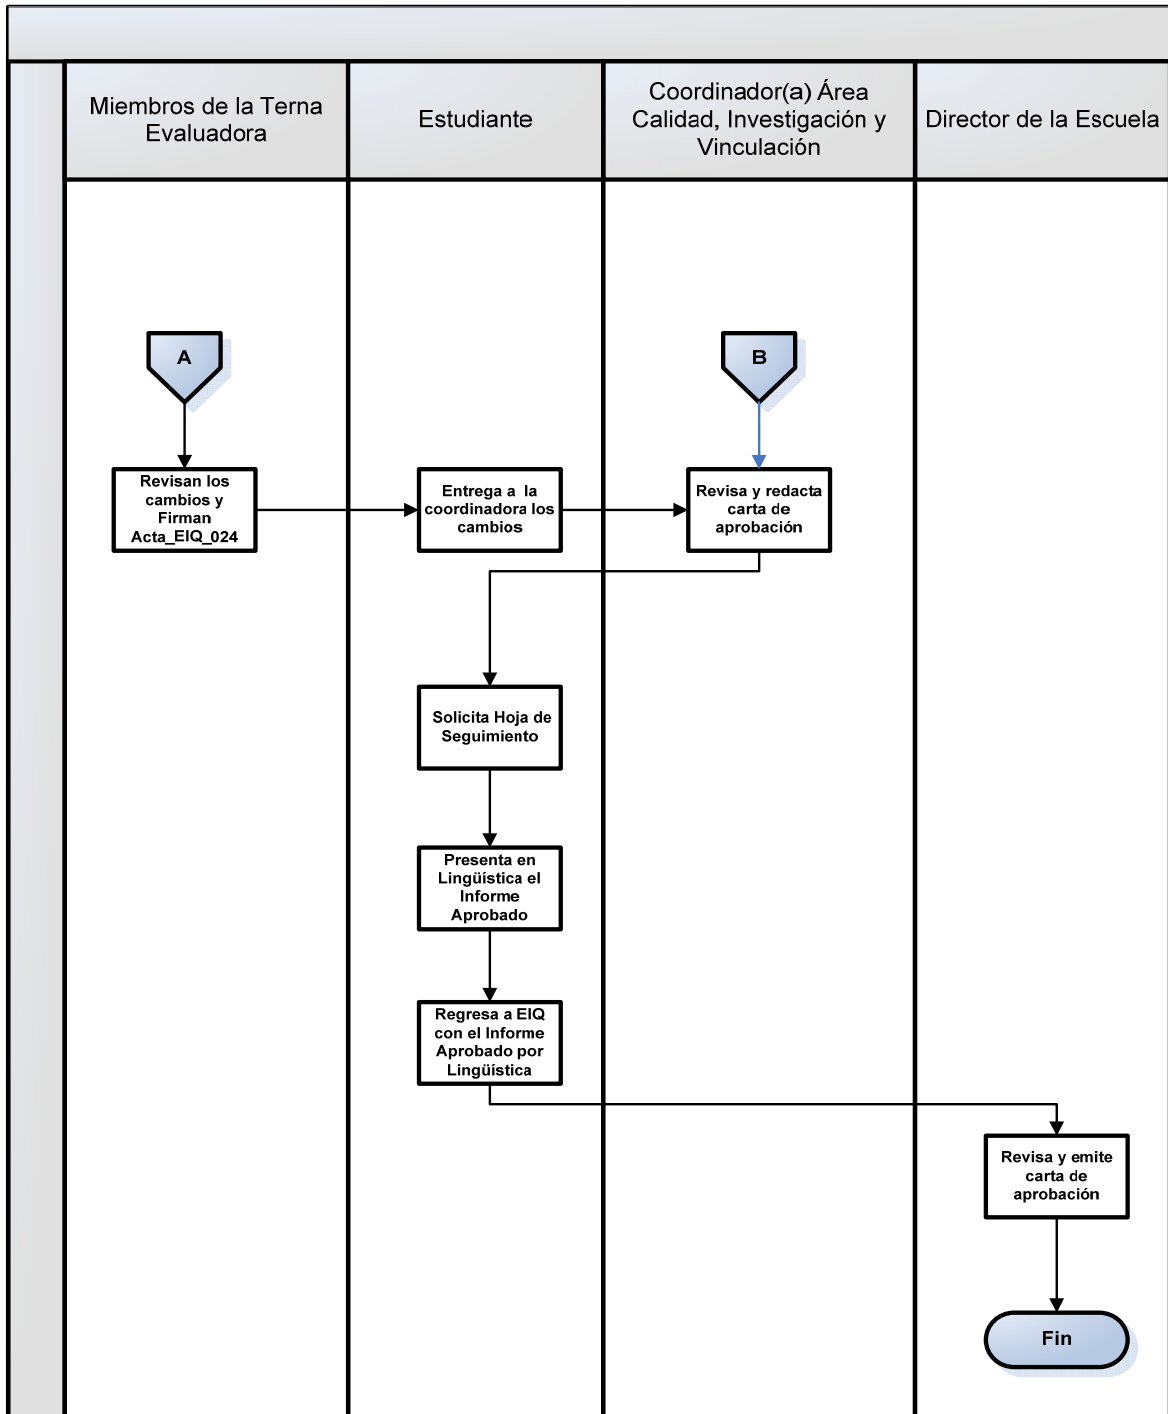 Miembros de la Terna
Evaluadora
Estudiante
Coordinador(a) Área
Calidad, Investigación y
Vinculación
Director de la Escuela
A
B
Revisan los
cambios y
Firman
Acta_EIQ_024
Entrega a la
coordinadora los
cambios
Revisa y redacta
carta de
aprobación
Solicita Hoja de
Seguimiento
Presenta en
Lingüística el
Informe
Aprobado
Regresa a EIQ
con el Informe
Aprobado por
Lingüística
Revisa y emite
carta de
aprobación
Fin